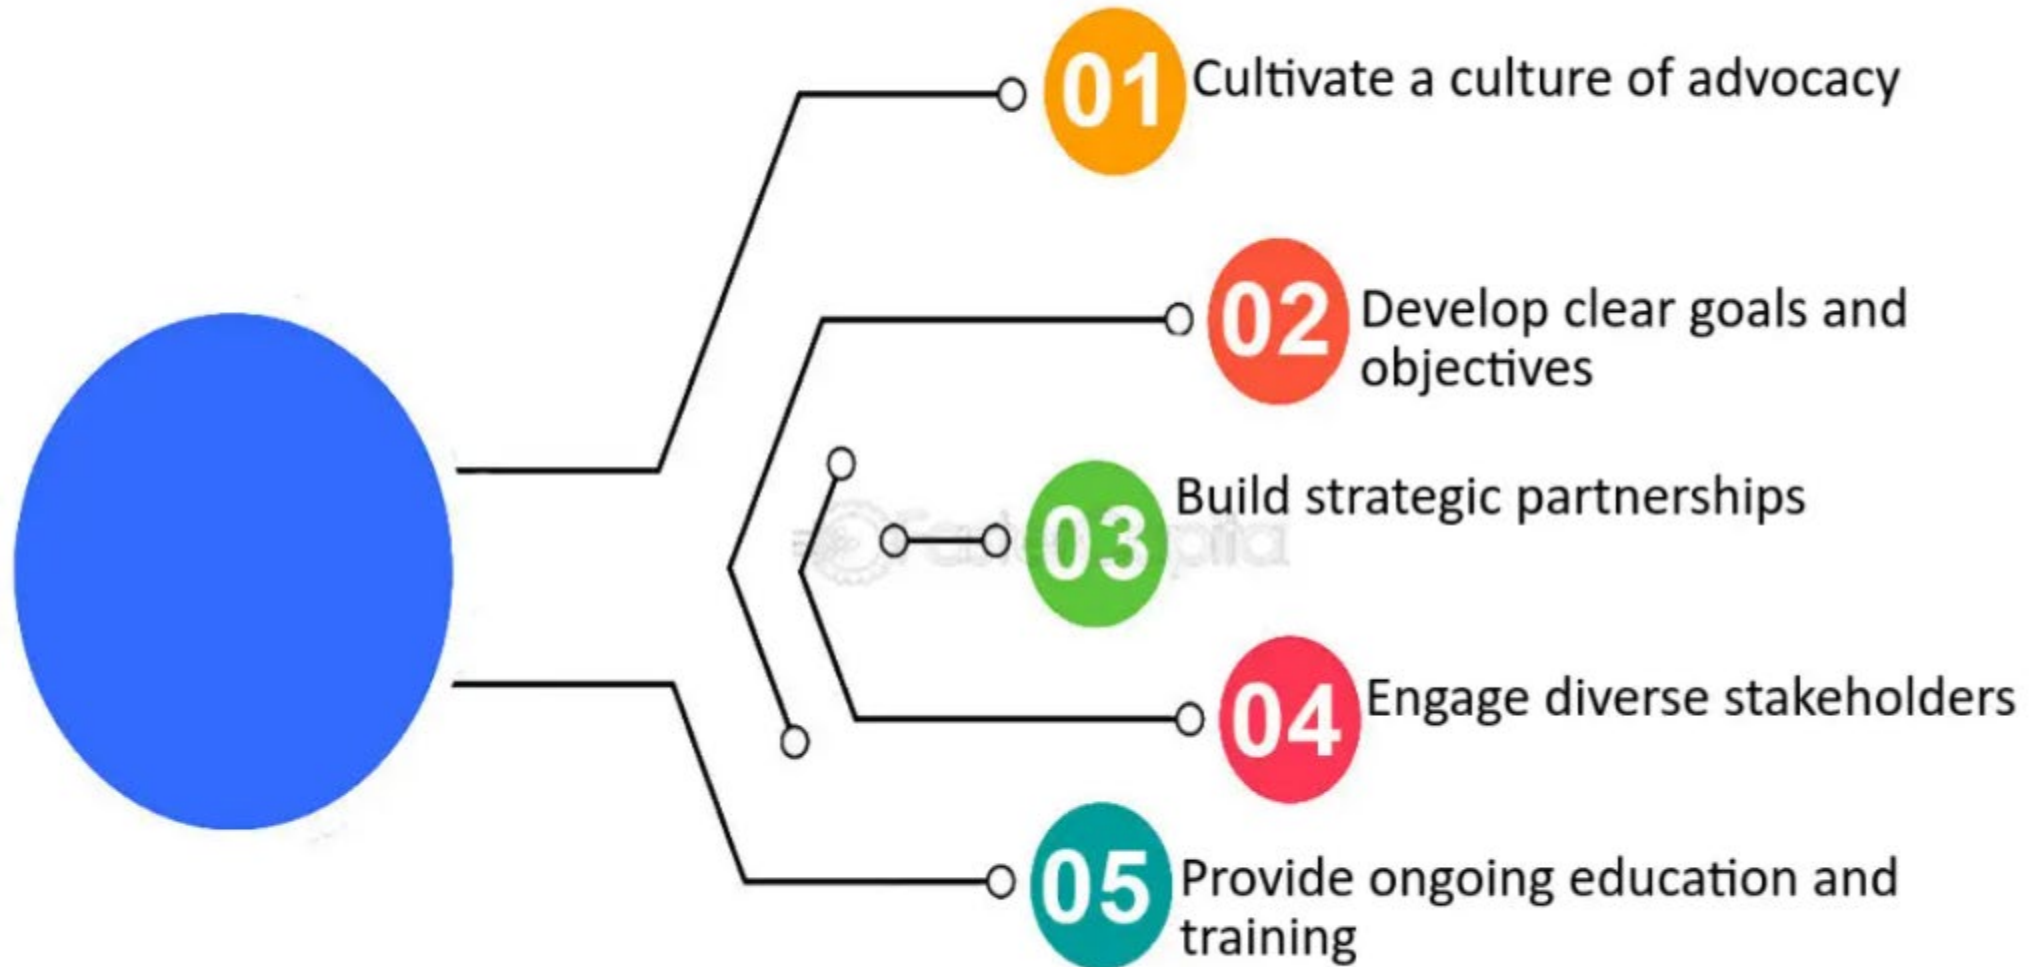 01 Cultivate a culture of advocacy
02 Develop clear goals and
objectives
03 Build strategic partnerships
04 Engage diverse stakeholders
05 Provide ongoing education and
training